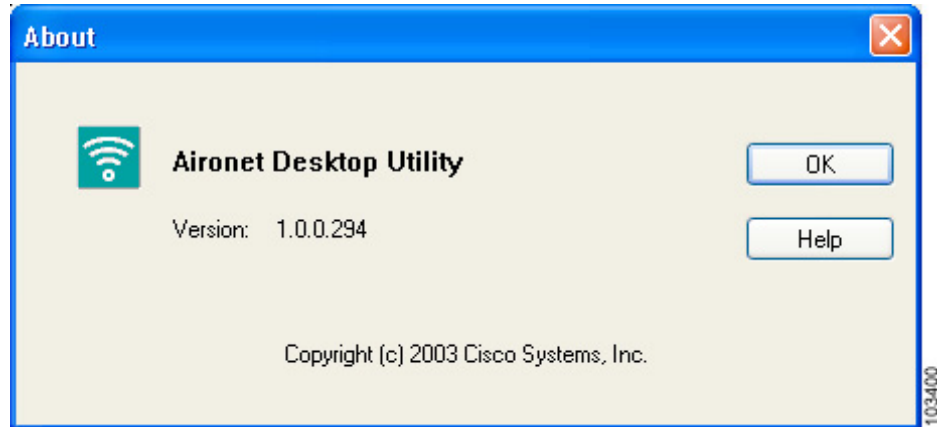 About
Aironet Desktop Utility
OK
Version: 1.0.0.294
Help
Copyright (c) 2003 Cisco Systems, Inc.
103400